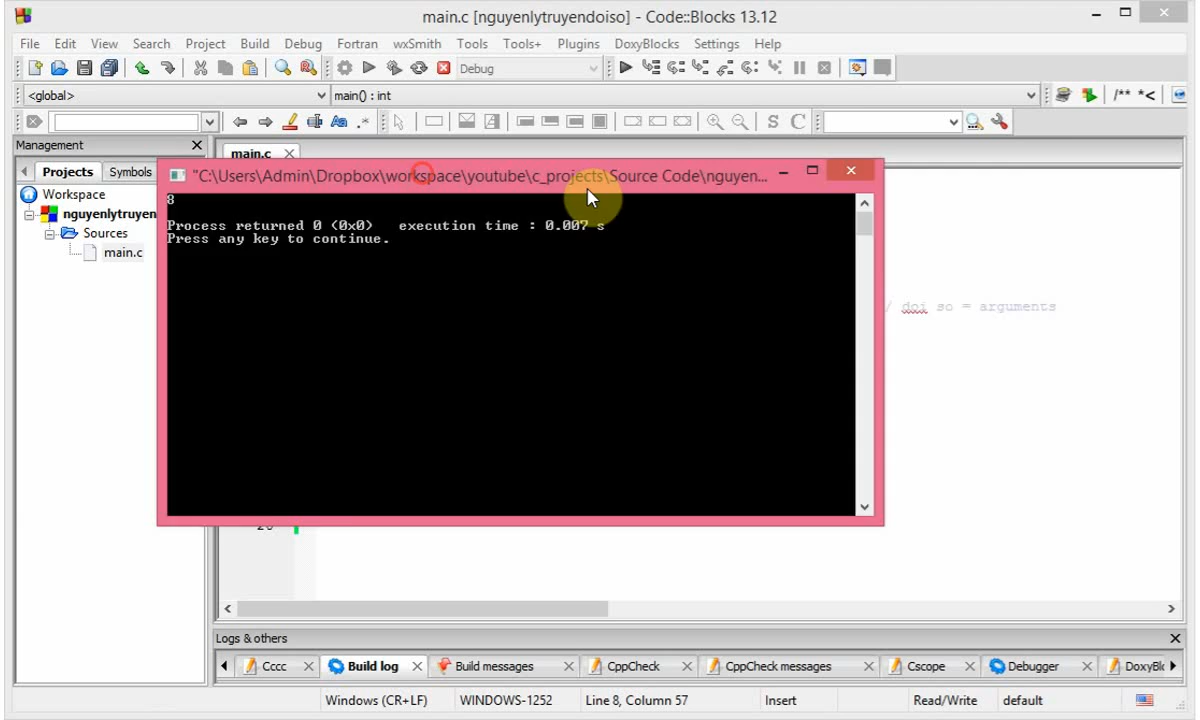 main.c [nguyenlytruyendoiso] - Code::Blocks 13.12
File Edit View Search Project Build Debug Fortran wxSmith Tools Tools+ Plugins DoxyBlocks Settings Help
Debug
<global> main() : int /** *<
Aa .* S C
Management
main.c
Projects Symbols
Workspace
nguyenlytruyen
Sources
main.c
"C:\Users\Admin\Dropbox\workspace\youtube\c_projects\Source Code\nguyen...
8
Process returned 0 (0x0) execution time : 0.007 s
Press any key to continue.
/ doi so = arguments
Logs & others
Cccc Build log Build messages CppCheck CppCheck messages Cscope Debugger DoxyBl
Windows (CR+LF) WINDOWS-1252 Line 8, Column 57 Insert Read/Write default